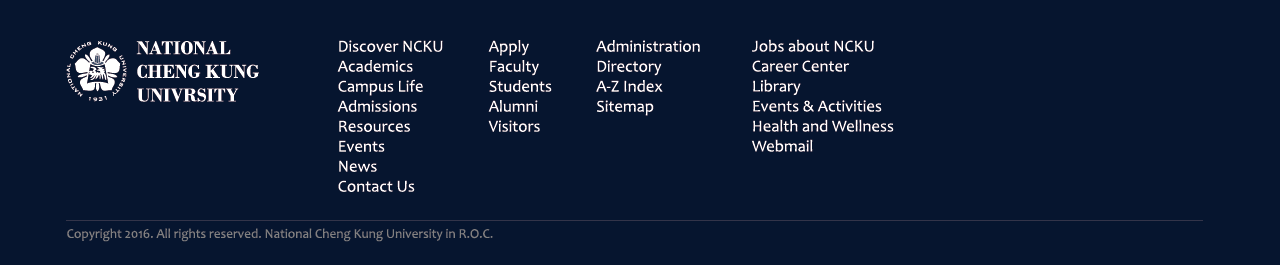 NATIONAL CHENG KUNG UNIVERSITY
1931
NATIONAL
CHENG KUNG
UNIVRSITY
Discover NCKU
Academics
Campus Life
Admissions
Resources
Events
News
Contact Us
Apply
Faculty
Students
Alumni
Visitors
Administration
Directory
A-Z Index
Sitemap
Jobs about NCKU
Career Center
Library
Events & Activities
Health and Wellness
Webmail
Copyright 2016. All rights reserved. National Cheng Kung University in R.O.C.